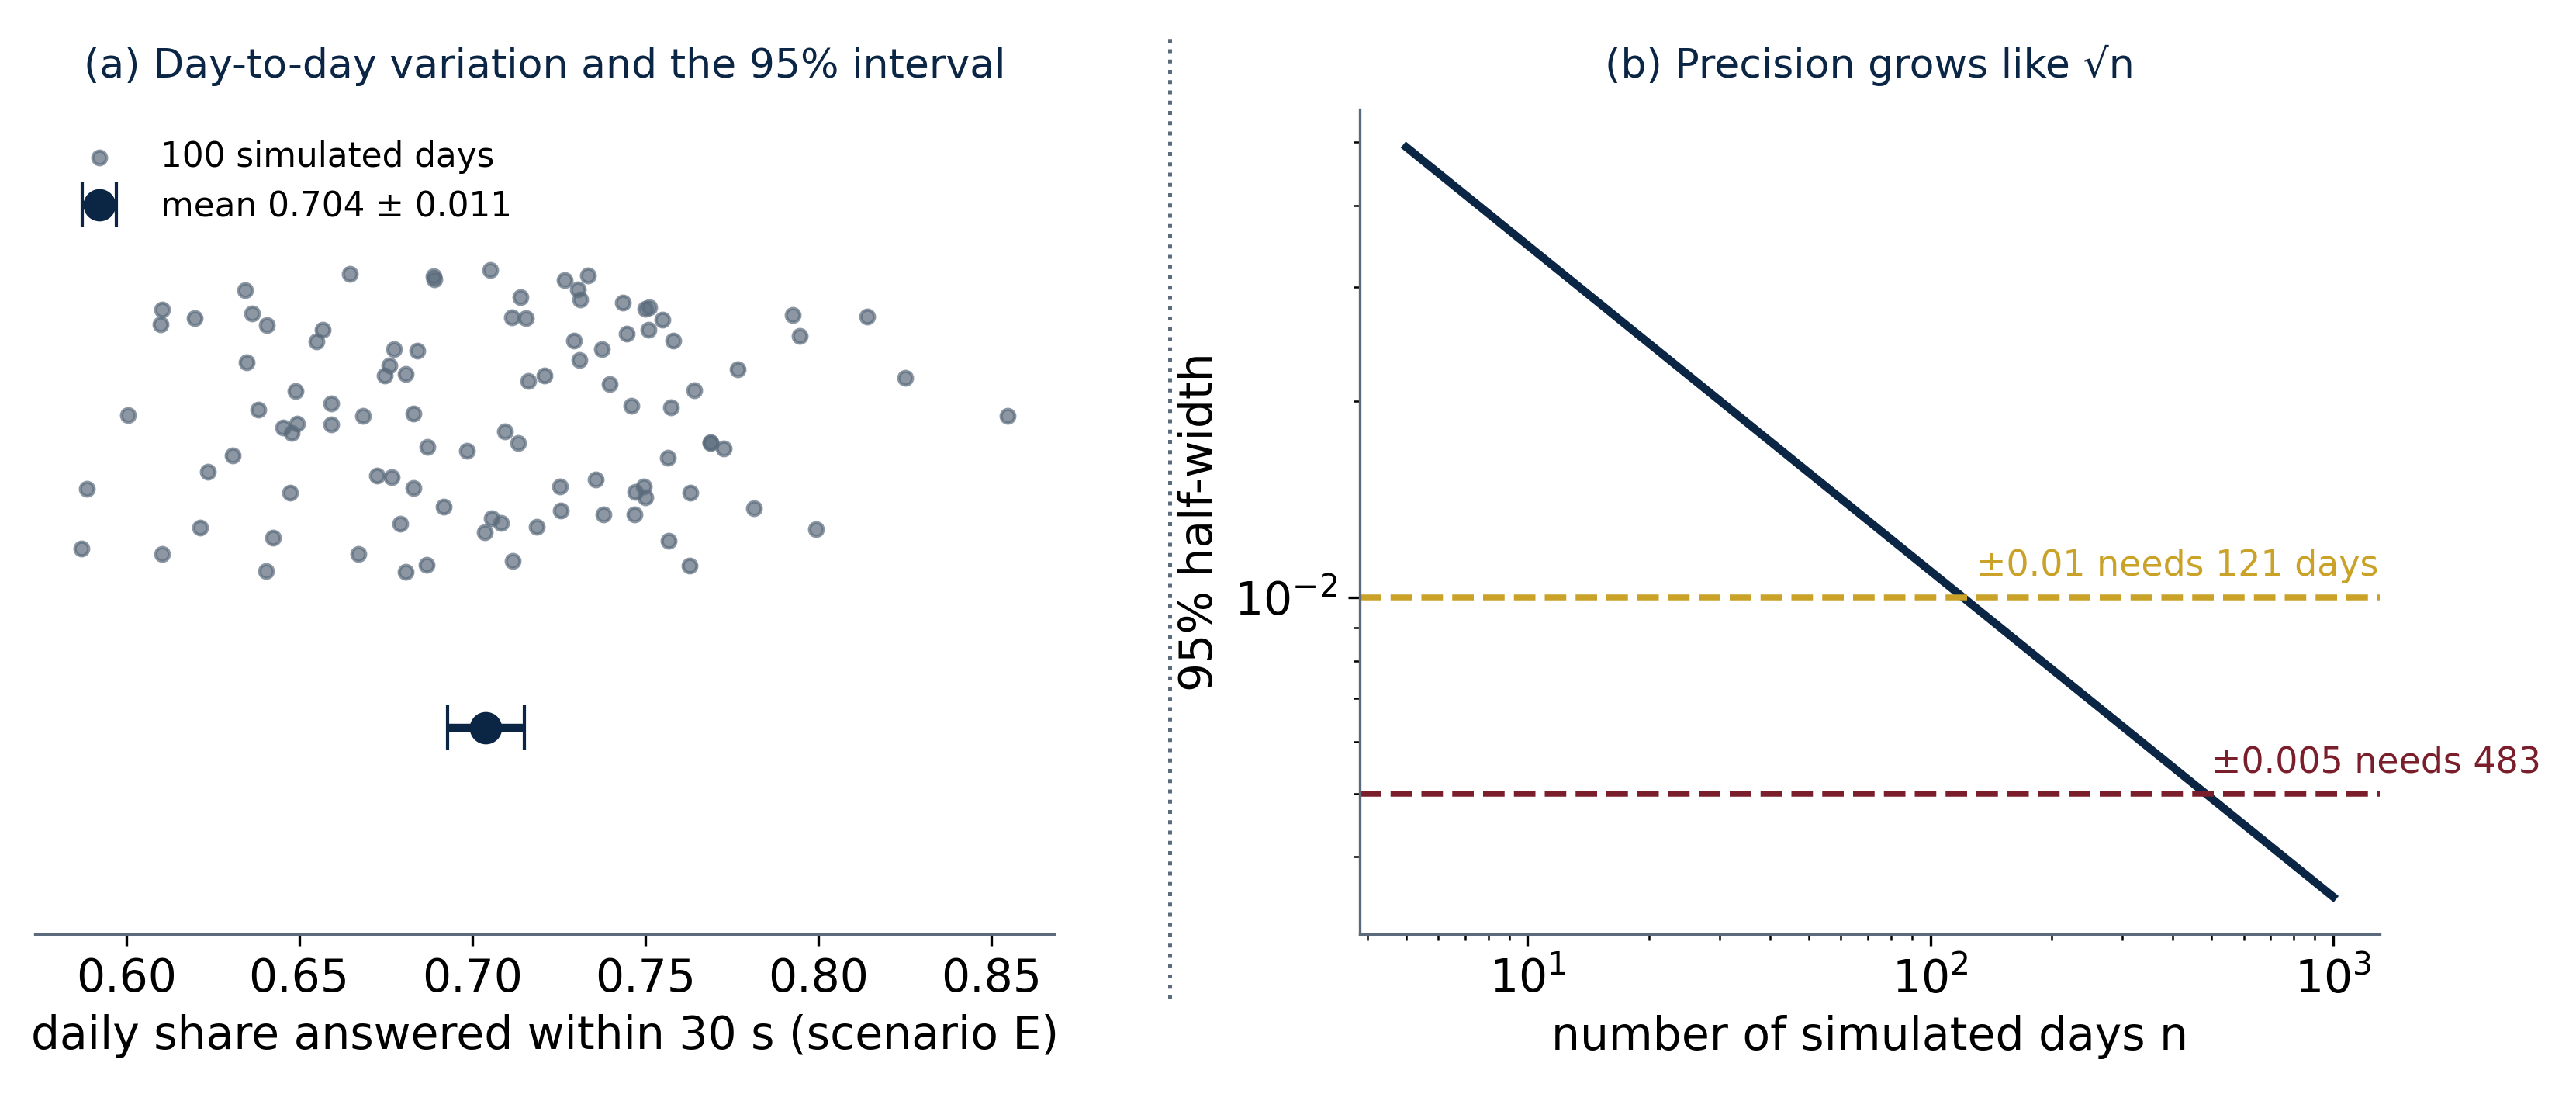 (a) Day-to-day variation and the 95% interval
100 simulated days
mean 0.704 ± 0.011
0.60 0.65 0.70 0.75 0.80 0.85
daily share answered within 30 s (scenario E)
(b) Precision grows like √n
95% half-width
10⁻²
±0.01 needs 121 days
±0.005 needs 483
10¹ 10² 10³
number of simulated days n